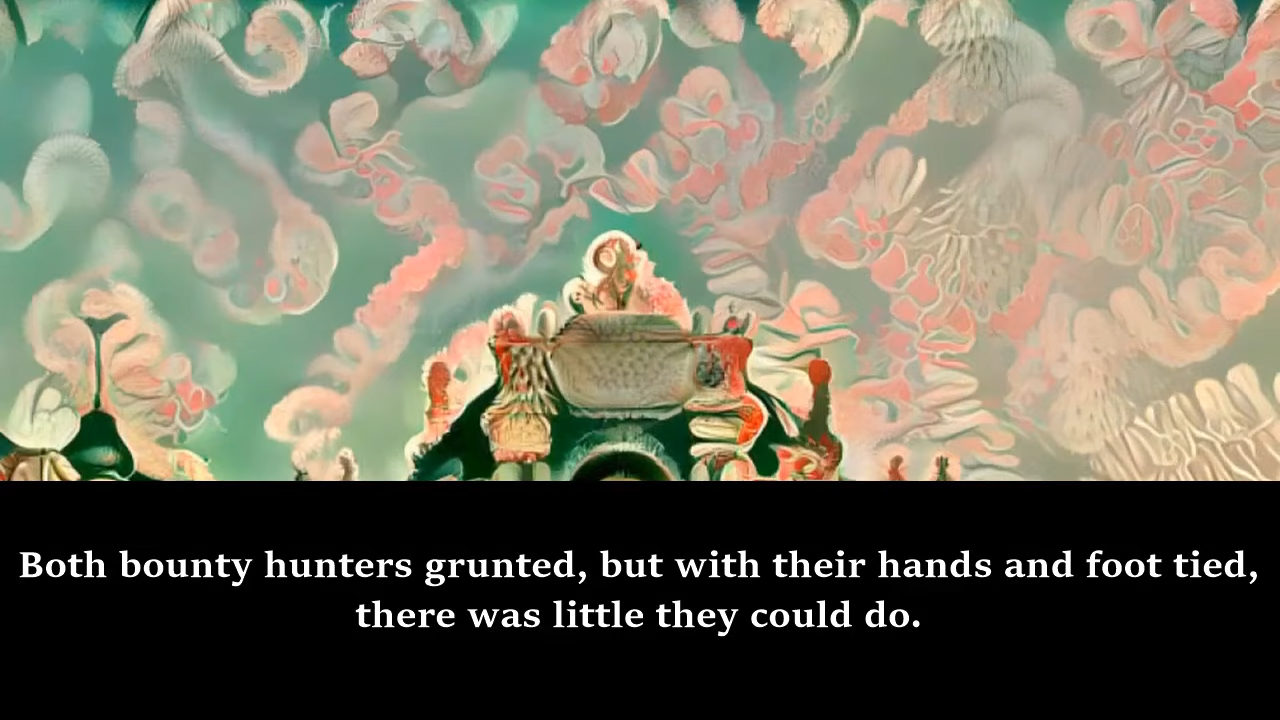 Both bounty hunters grunted, but with their hands and foot tied,
there was little they could do.